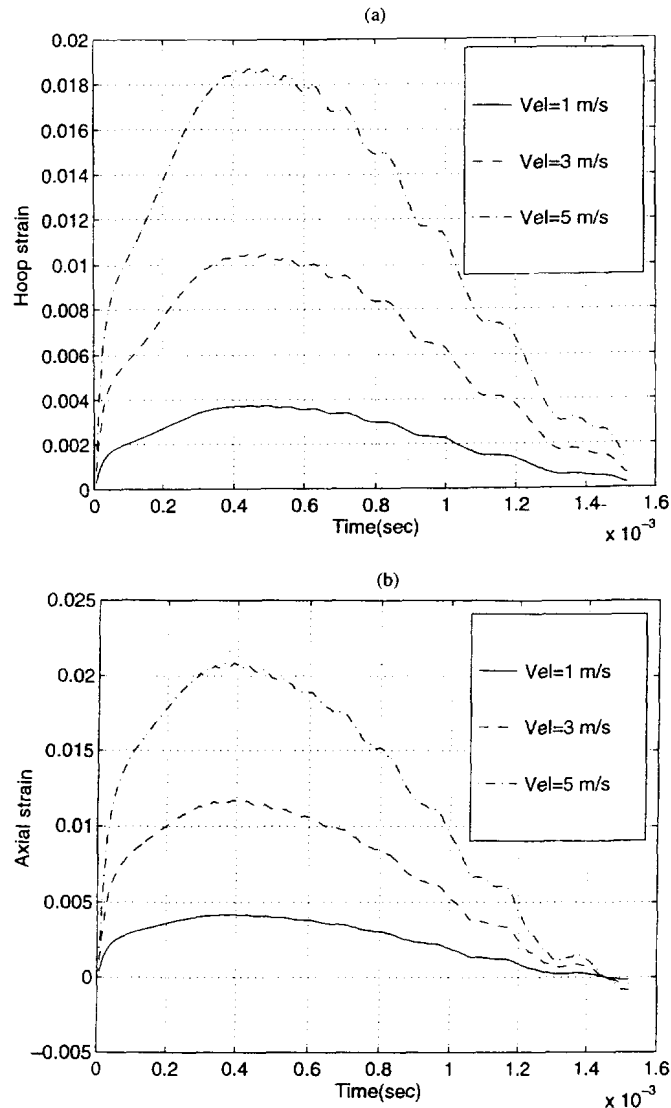 (a)
0.02
0.018
0.016
0.014
0.012
0.01
0.008
0.006
0.004
0.002
0
Hoop strain
Vel=1 m/s
Vel=3 m/s
Vel=5 m/s
0
0.2
0.4
0.6
0.8
1
1.2
1.4
1.6
Time(sec)
x 10⁻³
(b)
0.025
0.02
0.015
0.01
0.005
0
−0.005
Axial strain
Vel=1 m/s
Vel=3 m/s
Vel=5 m/s
0
0.2
0.4
0.6
0.8
1
1.2
1.4
1.6
Time(sec)
x 10⁻³